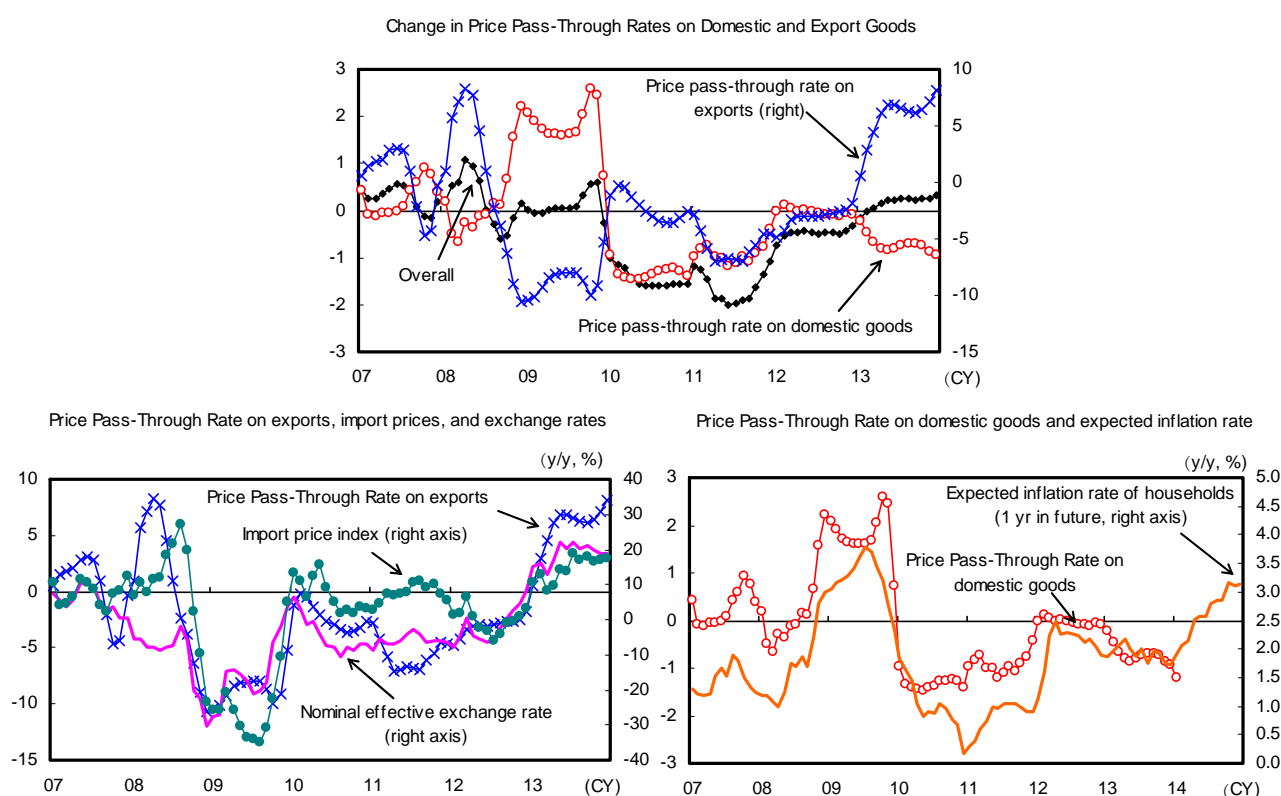 Change in Price Pass-Through Rates on Domestic and Export Goods
3
2
1
0
-1
-2
-3
10
5
0
-5
-10
-15
Price pass-through rate on
exports (right)
Overall
Price pass-through rate on domestic goods
07 08 09 10 11 12 13 (CY)
Price Pass-Through Rate on exports, import prices, and exchange rates
(y/y, %)
10
5
0
-5
-10
-15
40
30
20
10
0
-10
-20
-30
-40
Price Pass-Through Rate on exports
Import price index (right axis)
Nominal effective exchange rate
(right axis)
07 08 09 10 11 12 13 (CY)
Price Pass-Through Rate on domestic goods and expected inflation rate
(y/y, %)
3
2
1
0
-1
-2
-3
5.0
4.5
4.0
3.5
3.0
2.5
2.0
1.5
1.0
0.5
0.0
Expected inflation rate of households
(1 yr in future, right axis)
Price Pass-Through Rate on
domestic goods
07 08 09 10 11 12 13 14 (CY)